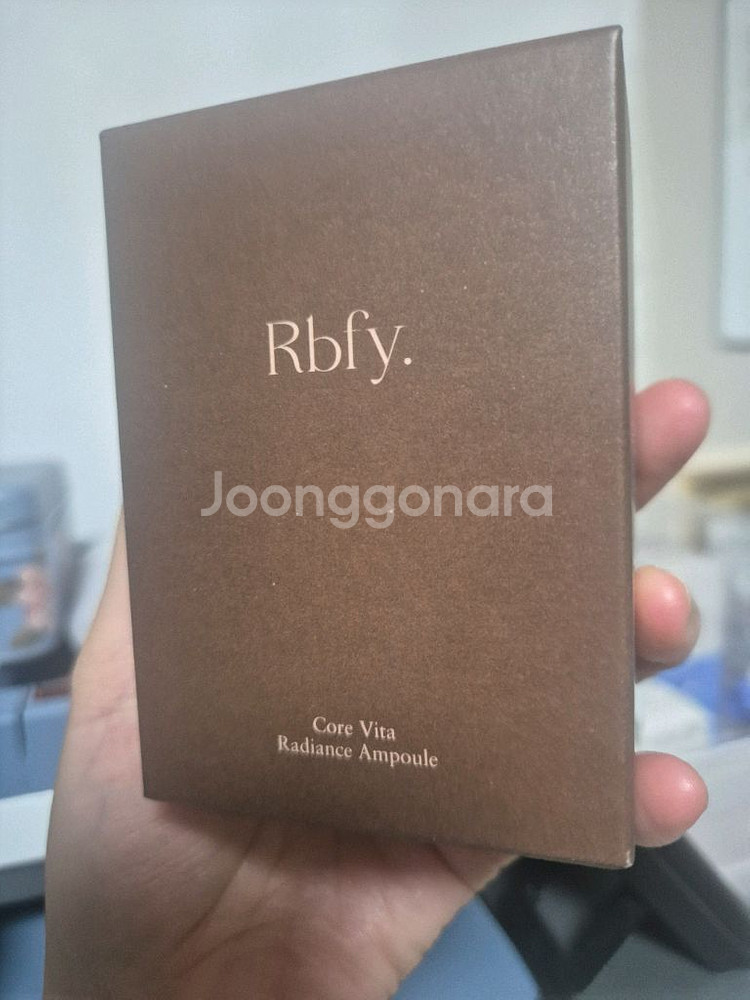 Rbfy.
Joonggonara
Core Vita
Radiance Ampoule